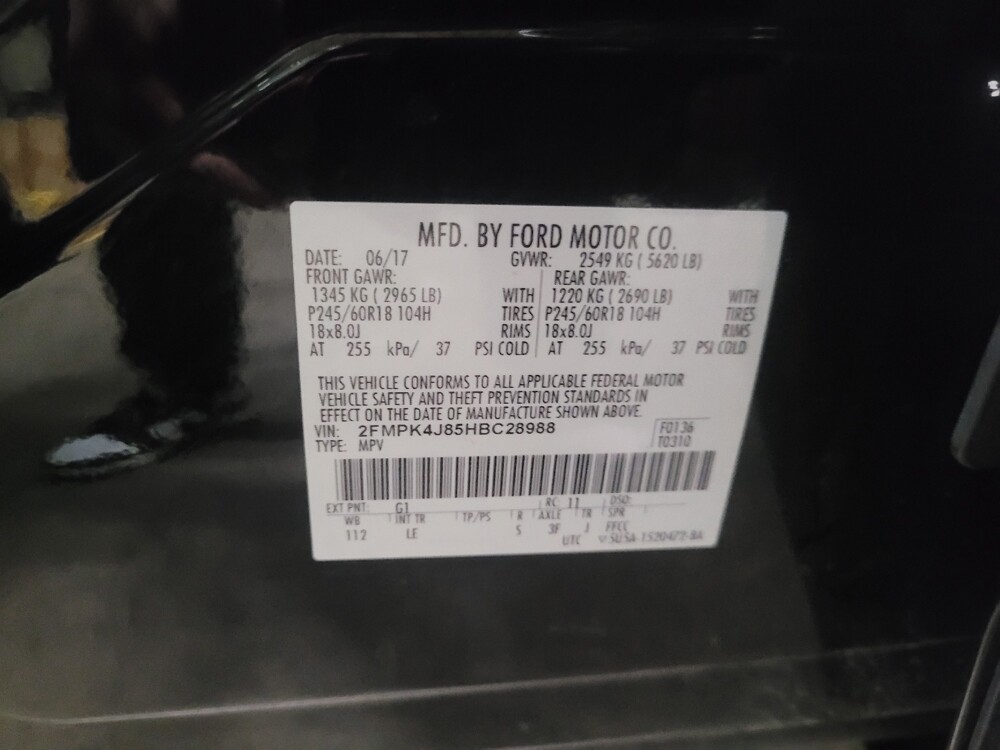 MFD. BY FORD MOTOR CO.
DATE: 06/17 GVWR: 2549 KG ( 5620 LB)
FRONT GAWR: REAR GAWR:
1345 KG ( 2965 LB) WITH 1220 KG ( 2690 LB) WITH
P245/60R18 104H TIRES P245/60R18 104H TIRES
18x8.0J RIMS 18x8.0J RIMS
AT 255 kPa/ 37 PSI COLD AT 255 kPa/ 37 PSI COLD
THIS VEHICLE CONFORMS TO ALL APPLICABLE FEDERAL MOTOR
VEHICLE SAFETY AND THEFT PREVENTION STANDARDS IN
EFFECT ON THE DATE OF MANUFACTURE SHOWN ABOVE.
VIN: 2FMPK4J85HBC28988 F0136
TYPE: MPV T0310
EXT PNT: G1 RC: 11 DSO:
WB INT TR TP/PS R AXLE TR SPR
112 LE S 3F J FFCC
UTC